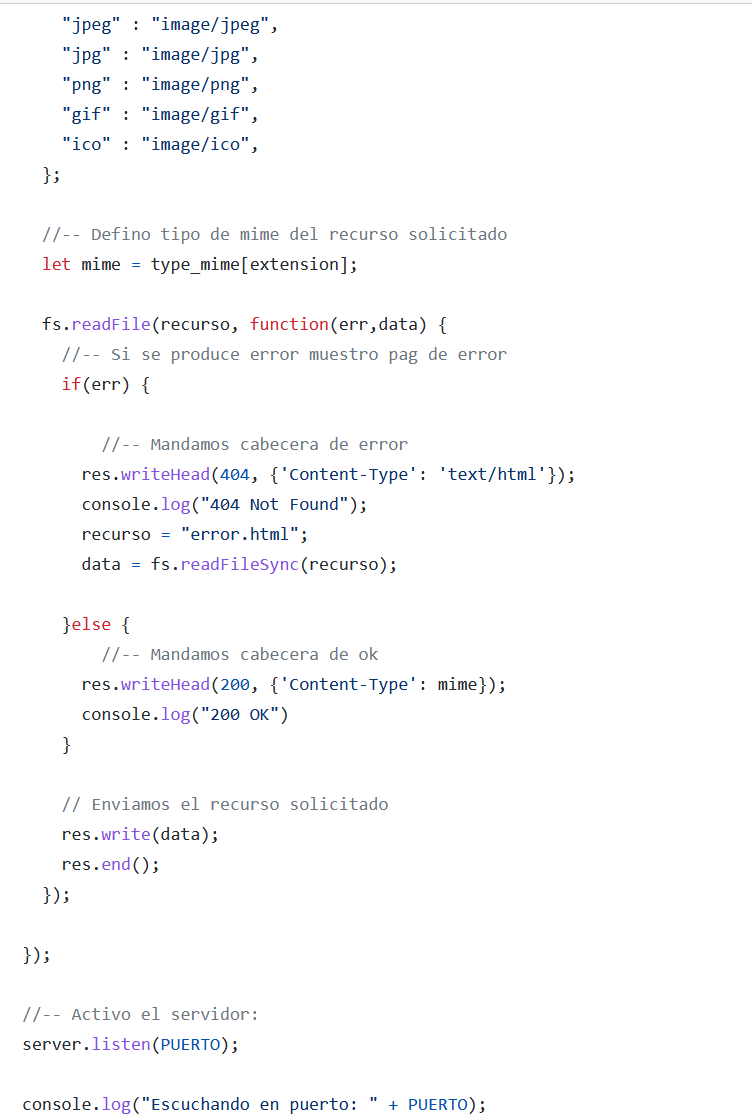 "jpeg" : "image/jpeg",
"jpg" : "image/jpg",
"png" : "image/png",
"gif" : "image/gif",
"ico" : "image/ico",
};
//-- Defino tipo de mime del recurso solicitado
let mime = type_mime[extension];
fs.readFile(recurso, function(err,data) {
//-- Si se produce error muestro pag de error
if(err) {
//-- Mandamos cabecera de error
res.writeHead(404, {'Content-Type': 'text/html'});
console.log("404 Not Found");
recurso = "error.html";
data = fs.readFileSync(recurso);
}else {
//-- Mandamos cabecera de ok
res.writeHead(200, {'Content-Type': mime});
console.log("200 OK")
}
// Enviamos el recurso solicitado
res.write(data);
res.end();
});
});
//-- Activo el servidor:
server.listen(PUERTO);
console.log("Escuchando en puerto: " + PUERTO);